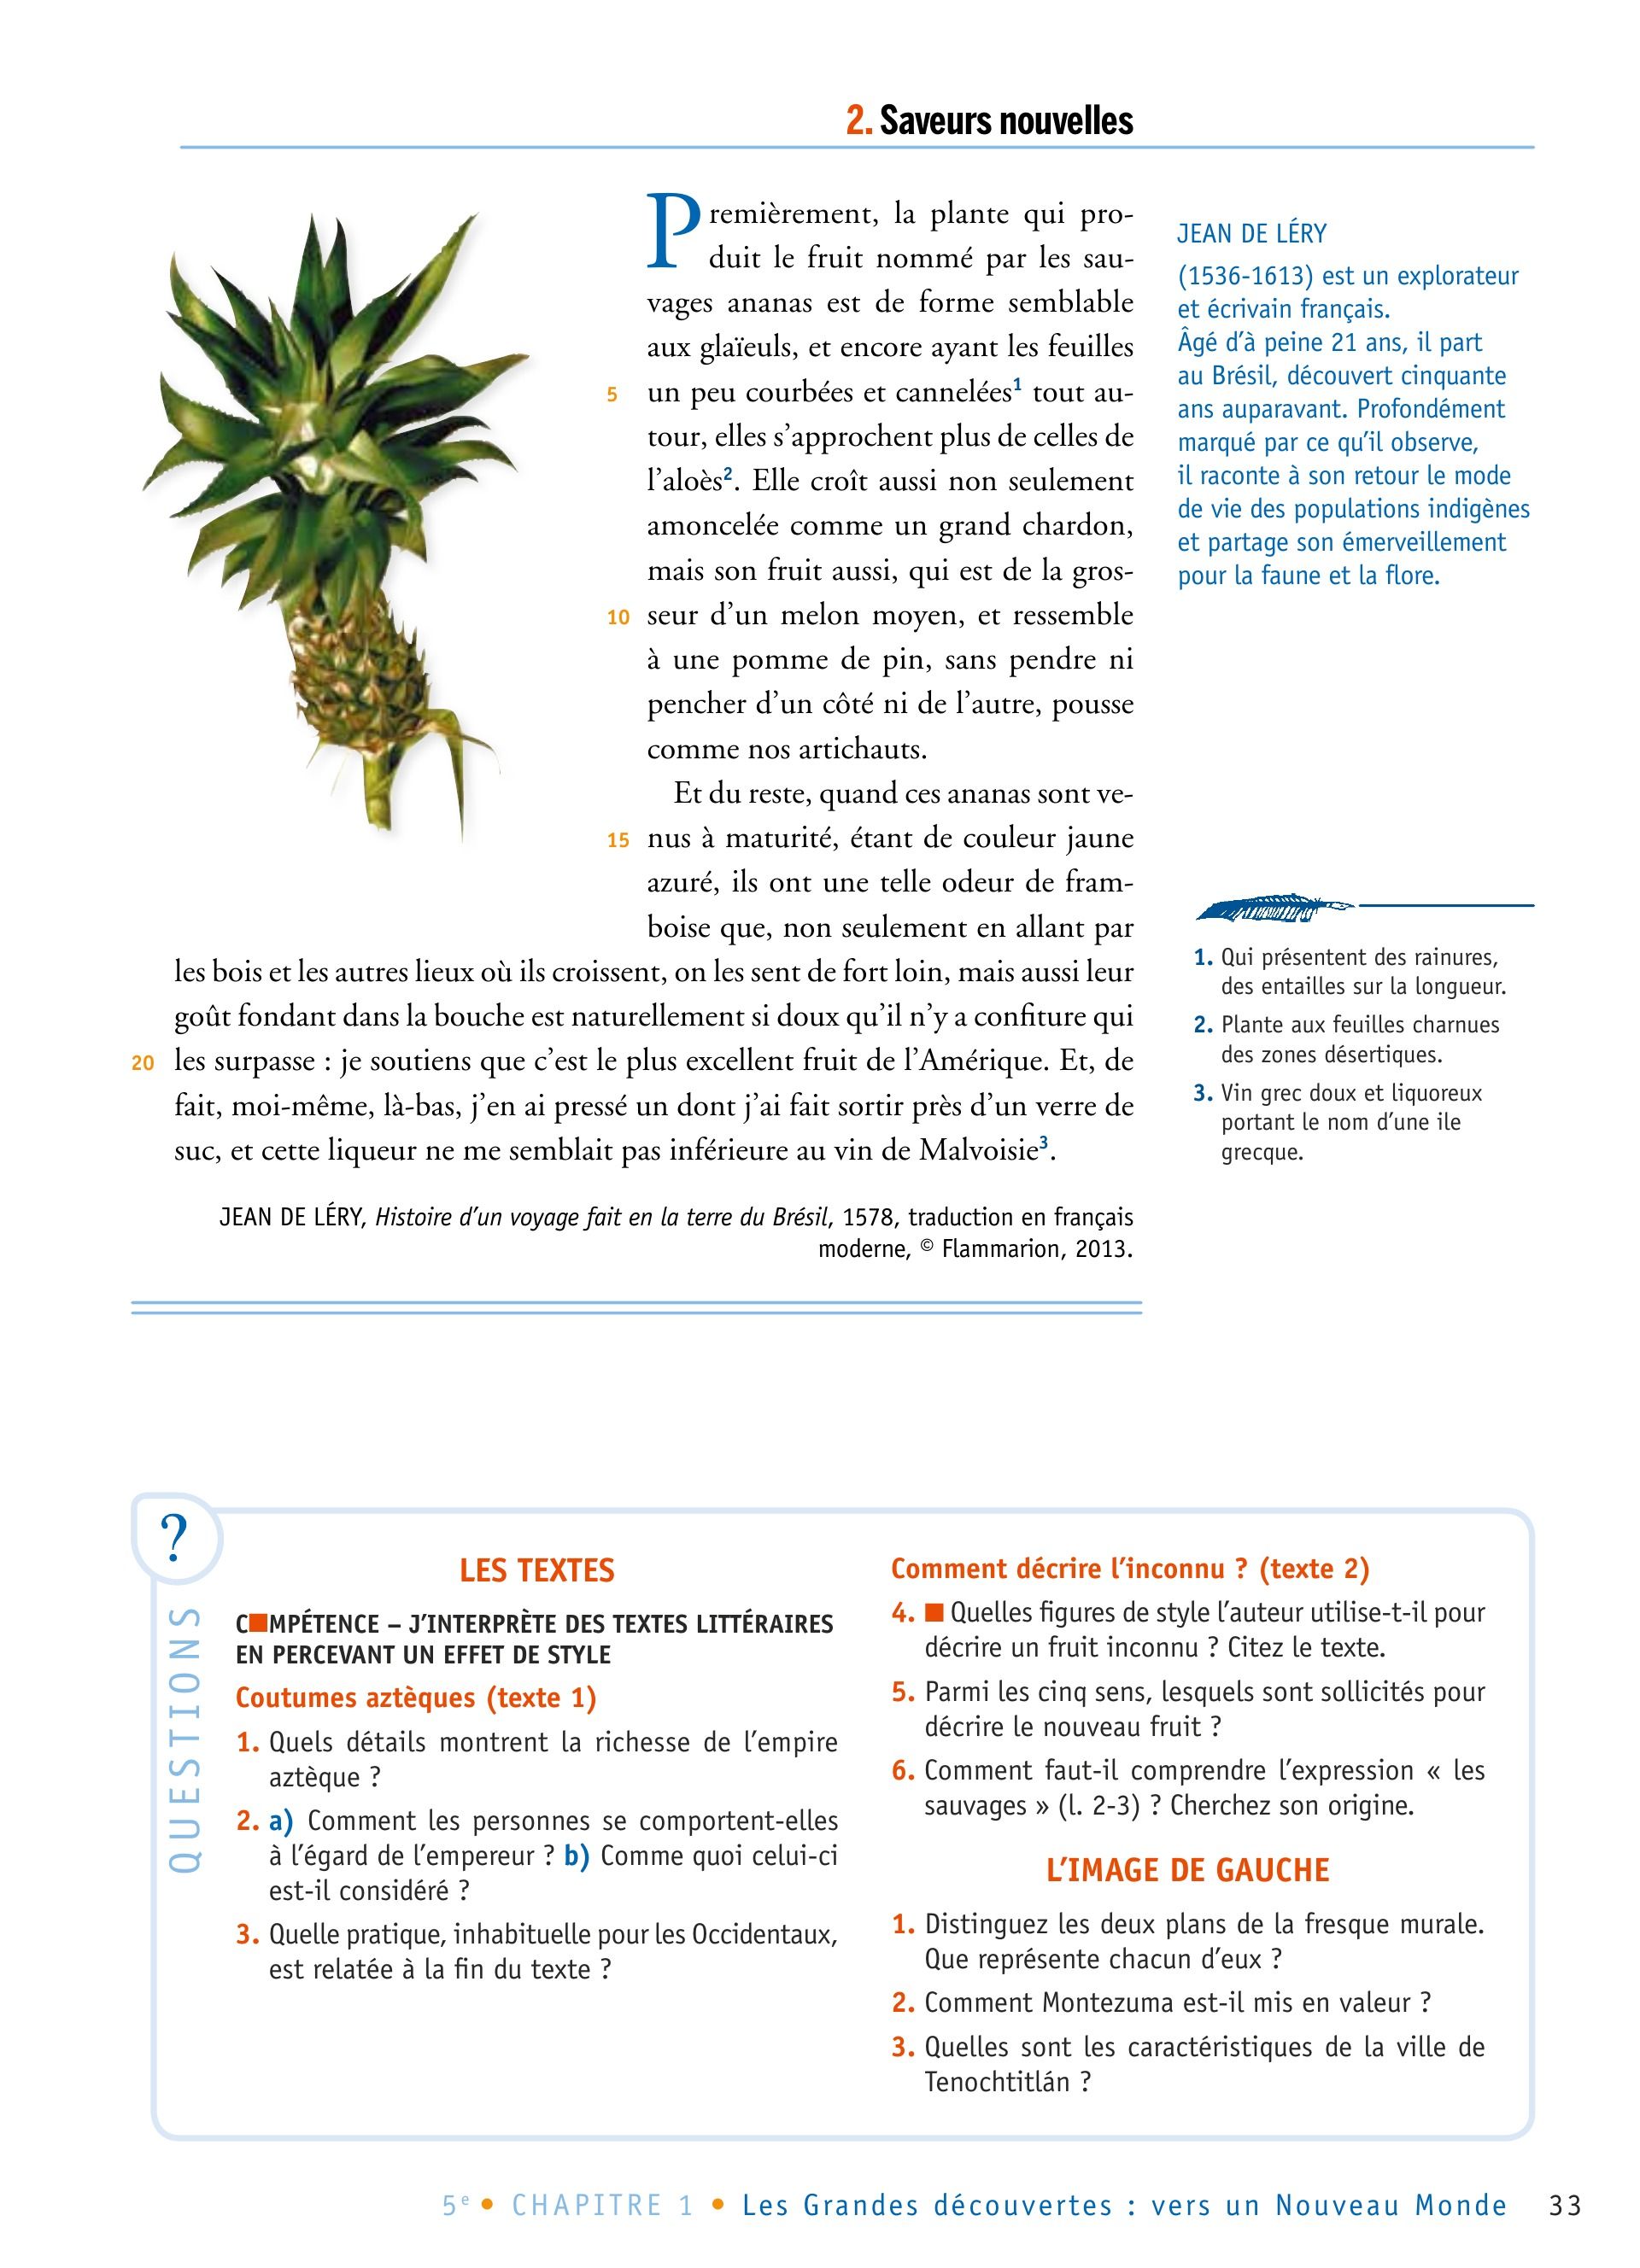 2. Saveurs nouvelles
Premièrement, la plante qui pro-
duit le fruit nommé par les sau-
vages ananas est de forme semblable
aux glaïeuls, et encore ayant les feuilles
5 un peu courbées et cannelées1 tout au-
tour, elles s'approchent plus de celles de
l'aloès2. Elle croît aussi non seulement
amoncelée comme un grand chardon,
mais son fruit aussi, qui est de la gros-
10 seur d'un melon moyen, et ressemble
à une pomme de pin, sans pendre ni
pencher d'un côté ni de l'autre, pousse
comme nos artichauts.
Et du reste, quand ces ananas sont ve-
15 nus à maturité, étant de couleur jaune
azuré, ils ont une telle odeur de fram-
boise que, non seulement en allant par
les bois et les autres lieux où ils croissent, on les sent de fort loin, mais aussi leur
goût fondant dans la bouche est naturellement si doux qu'il n'y a confiture qui
20 les surpasse : je soutiens que c'est le plus excellent fruit de l'Amérique. Et, de
fait, moi-même, là-bas, j'en ai pressé un dont j'ai fait sortir près d'un verre de
suc, et cette liqueur ne me semblait pas inférieure au vin de Malvoisie3.
JEAN DE LÉRY, Histoire d'un voyage fait en la terre du Brésil, 1578, traduction en français
moderne, © Flammarion, 2013.
JEAN DE LÉRY
(1536-1613) est un explorateur
et écrivain français.
Âgé d'à peine 21 ans, il part
au Brésil, découvert cinquante
ans auparavant. Profondément
marqué par ce qu'il observe,
il raconte à son retour le mode
de vie des populations indigènes
et partage son émerveillement
pour la faune et la flore.
1. Qui présentent des rainures,
des entailles sur la longueur.
2. Plante aux feuilles charnues
des zones désertiques.
3. Vin grec doux et liquoreux
portant le nom d'une ile
grecque.
?
QUESTIONS
LES TEXTES
C■MPÉTENCE – J'INTERPRÈTE DES TEXTES LITTÉRAIRES
EN PERCEVANT UN EFFET DE STYLE
Coutumes aztèques (texte 1)
1. Quels détails montrent la richesse de l'empire
aztèque ?
2. a) Comment les personnes se comportent-elles
à l'égard de l'empereur ? b) Comme quoi celui-ci
est-il considéré ?
3. Quelle pratique, inhabituelle pour les Occidentaux,
est relatée à la fin du texte ?
Comment décrire l'inconnu ? (texte 2)
4. ■ Quelles figures de style l'auteur utilise-t-il pour
décrire un fruit inconnu ? Citez le texte.
5. Parmi les cinq sens, lesquels sont sollicités pour
décrire le nouveau fruit ?
6. Comment faut-il comprendre l'expression « les
sauvages » (l. 2-3) ? Cherchez son origine.
L'IMAGE DE GAUCHE
1. Distinguez les deux plans de la fresque murale.
Que représente chacun d'eux ?
2. Comment Montezuma est-il mis en valeur ?
3. Quelles sont les caractéristiques de la ville de
Tenochtitlán ?
5e • CHAPITRE 1 • Les Grandes découvertes : vers un Nouveau Monde 33